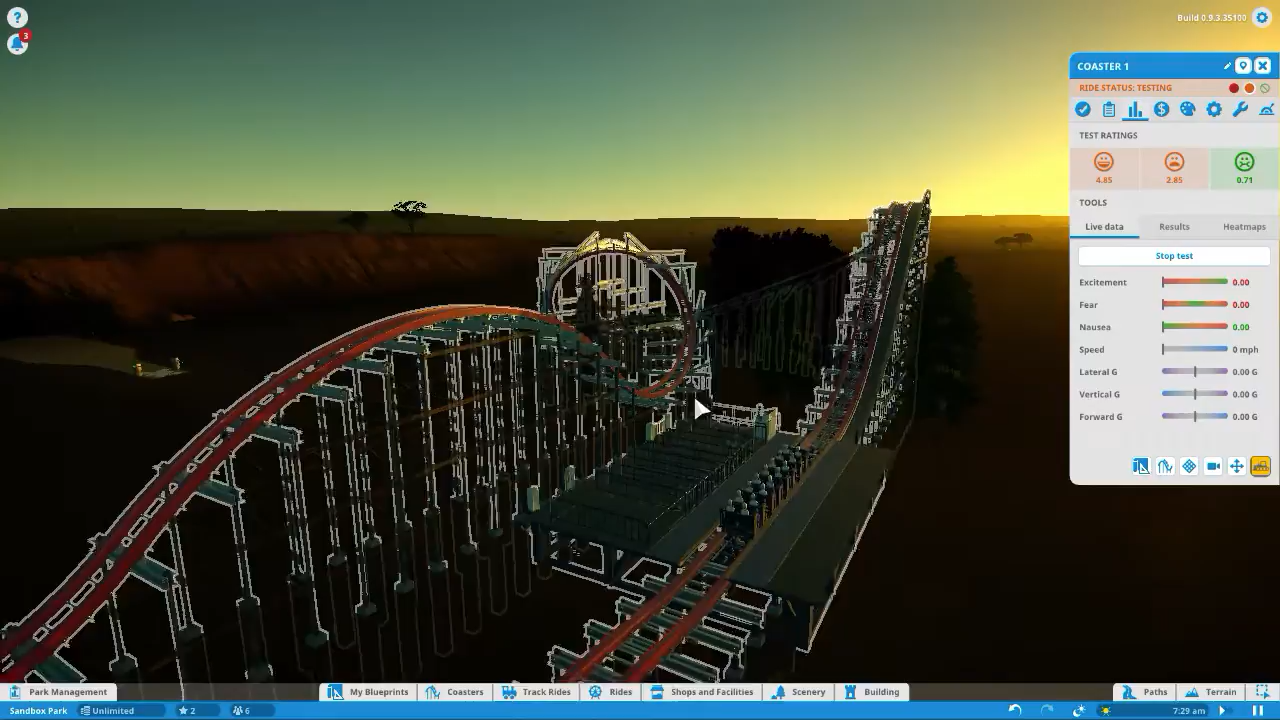 ?
Build 0.9.3.35100
3
COASTER 1
RIDE STATUS: TESTING
$
TEST RATINGS
4.85 2.85 0.71
TOOLS
Live data Results Heatmaps
Stop test
Excitement 0.00
Fear 0.00
Nausea 0.00
Speed 0 mph
Lateral G 0.00 G
Vertical G 0.00 G
Forward G 0.00 G
Park Management My Blueprints Coasters Track Rides Rides Shops and Facilities Scenery Building Paths Terrain
Sandbox Park Unlimited 2 6 7:29 am